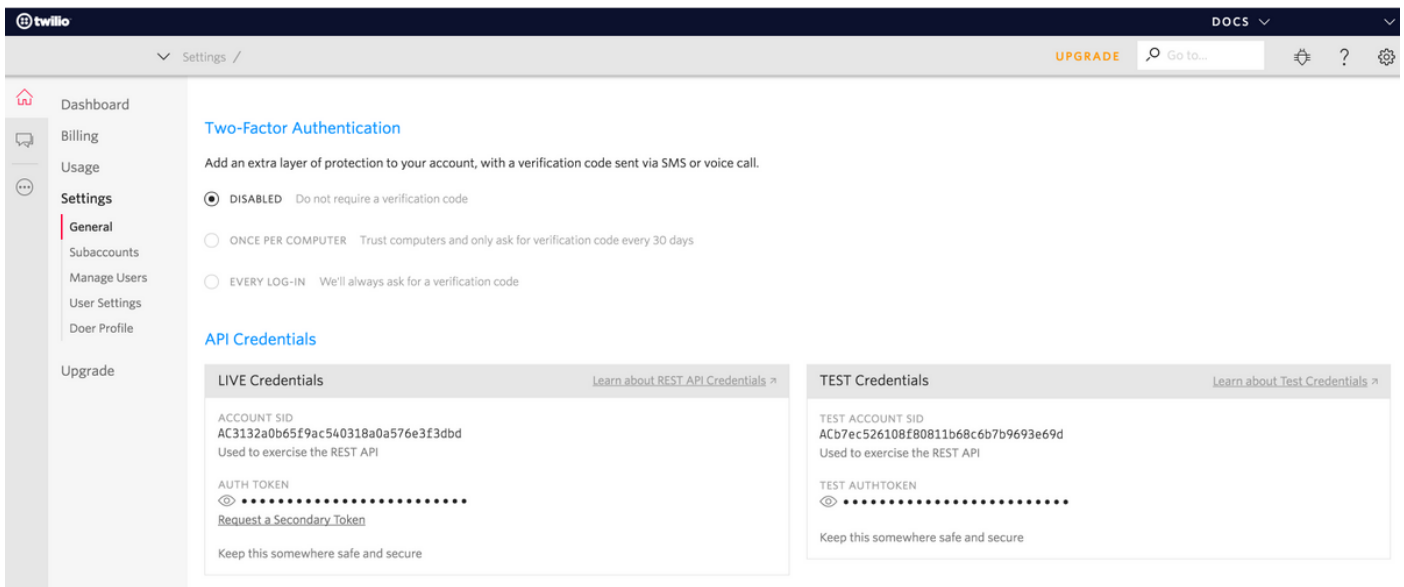 twilio
DOCS
Settings /
UPGRADE
Go to...
?
Dashboard
Billing
Usage
Settings
General
Subaccounts
Manage Users
User Settings
Doer Profile
Upgrade
Two-Factor Authentication
Add an extra layer of protection to your account, with a verification code sent via SMS or voice call.
DISABLED Do not require a verification code
ONCE PER COMPUTER Trust computers and only ask for verification code every 30 days
EVERY LOG-IN We'll always ask for a verification code
API Credentials
LIVE Credentials
Learn about REST API Credentials
ACCOUNT SID
AC3132a0b65f9ac540318a0a576e3f3dbd
Used to exercise the REST API
AUTH TOKEN
Request a Secondary Token
Keep this somewhere safe and secure
TEST Credentials
Learn about Test Credentials
TEST ACCOUNT SID
ACb7ec526108f80811b68c6b7b9693e69d
Used to exercise the REST API
TEST AUTHTOKEN
Keep this somewhere safe and secure